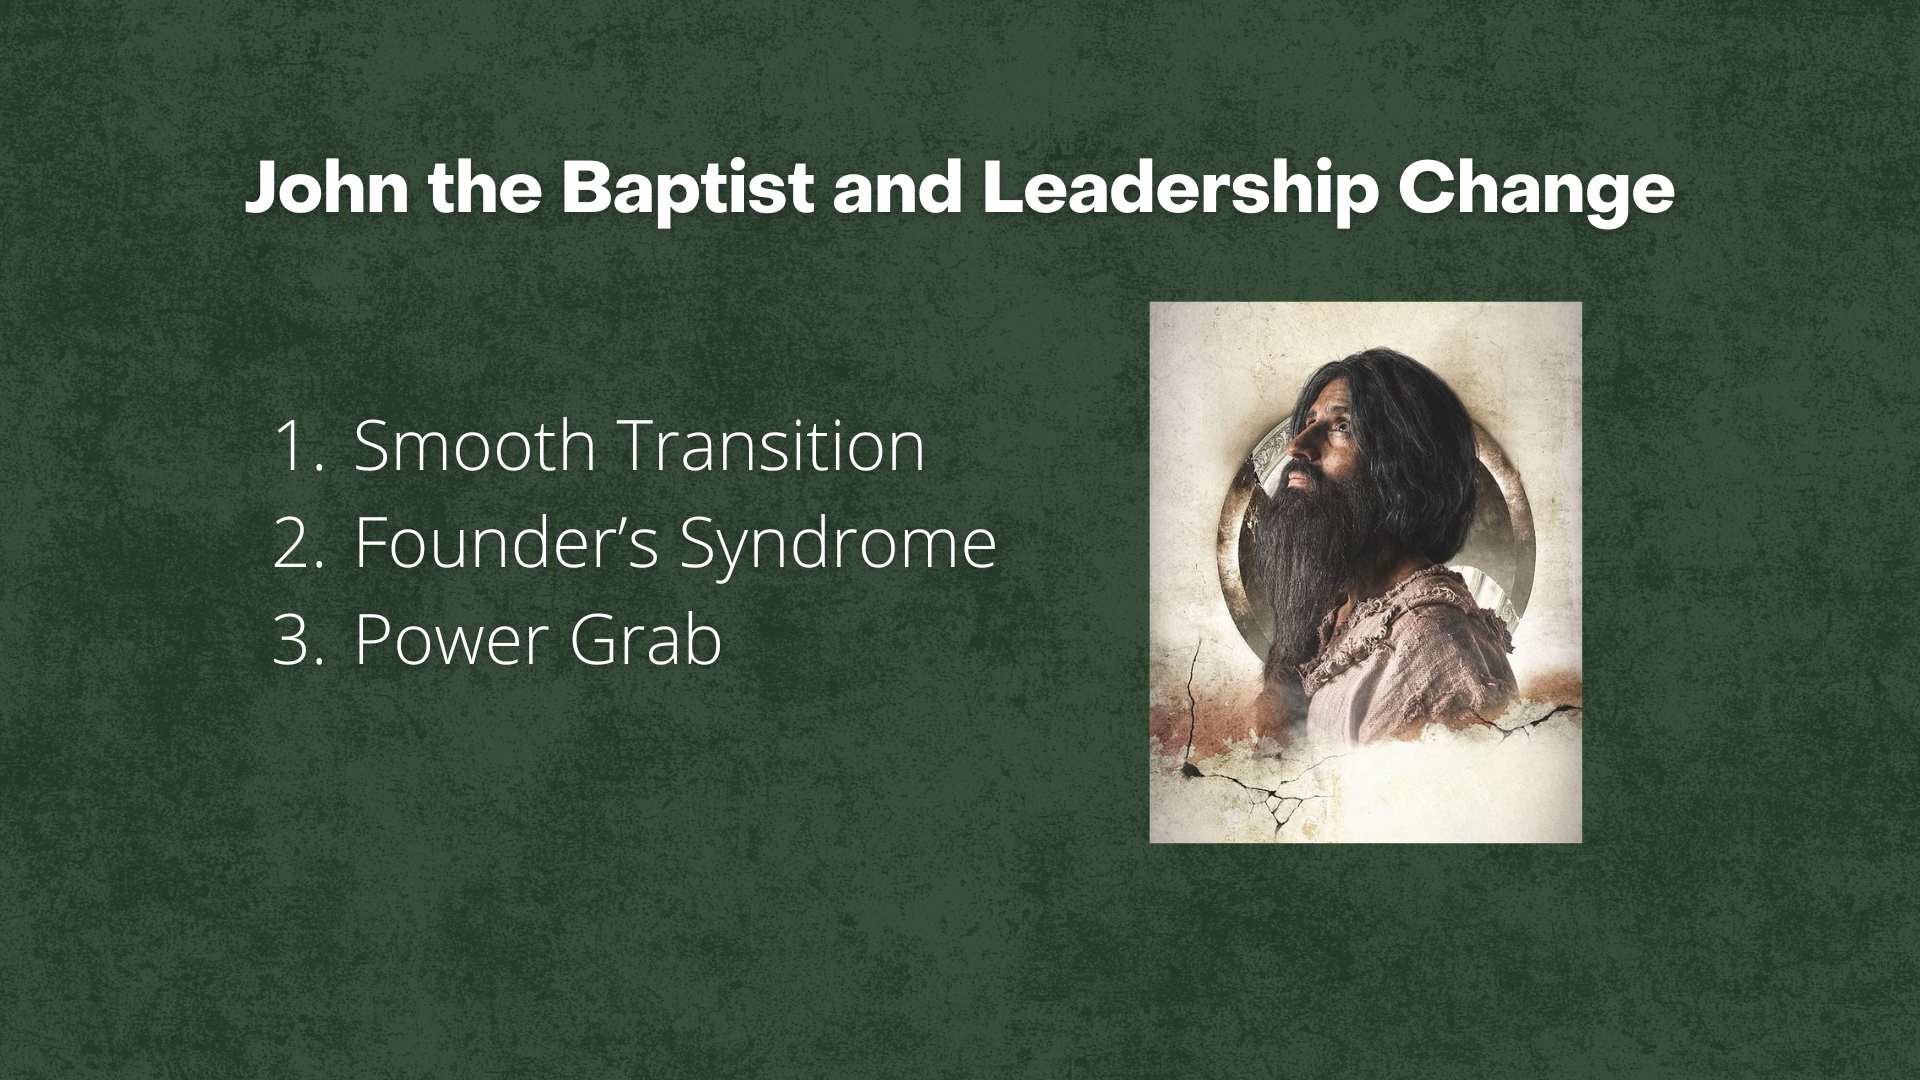 John the Baptist and Leadership Change
1. Smooth Transition
2. Founder’s Syndrome
3. Power Grab